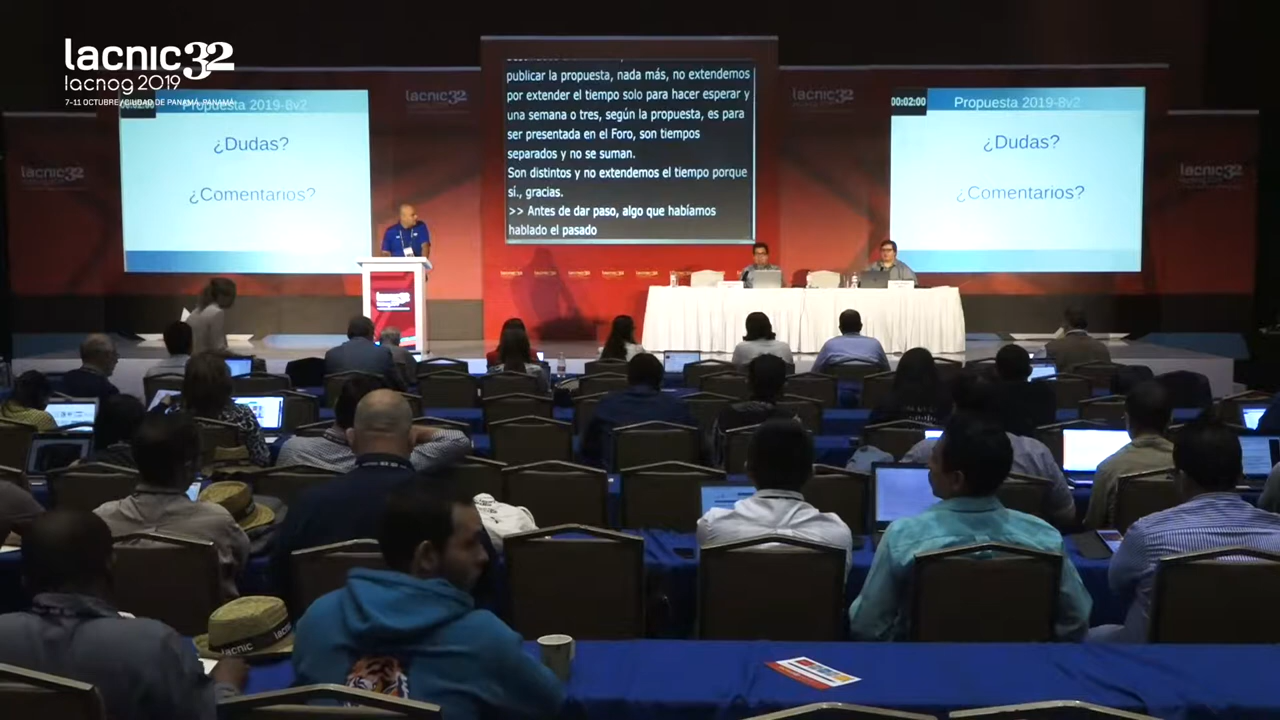 lacnic 32
lacnog 2019
7-11 OCTUBRE / CIUDAD DE PANAMÁ, PANAMÁ
Propuesta 2019-8v2
¿Dudas?
¿Comentarios?
lacnic32
lacnic32
publicar la propuesta, nada más, no extendemos
por extender el tiempo solo para hacer esperar y
una semana o tres, según la propuesta, es para
ser presentada en el Foro, son tiempos
separados y no se suman.
Son distintos y no extendemos el tiempo porque
sí., gracias.
>> Antes de dar paso, algo que habíamos
hablado el pasado
lacnic32
00:02:00
Propuesta 2019-8v2
¿Dudas?
¿Comentarios?
lacnic32
lacnic32
lacnic